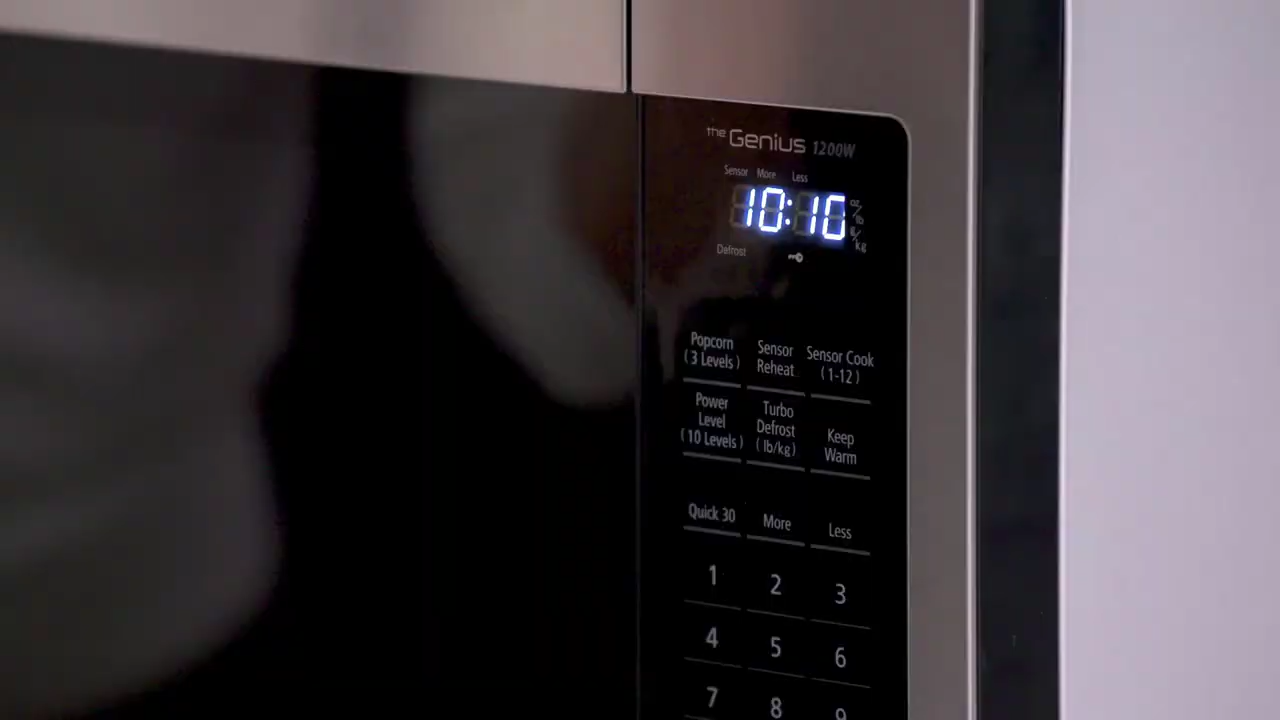 the Genius 1200W
Sensor More Less
10:10
oz/lb
g/kg
Defrost
Popcorn
(3 Levels)
Sensor
Reheat
Sensor Cook
(1-12)
Power
Level
(10 Levels)
Turbo
Defrost
(lb/kg)
Keep
Warm
Quick 30
More
Less
1 2 3
4 5 6
7 8 9